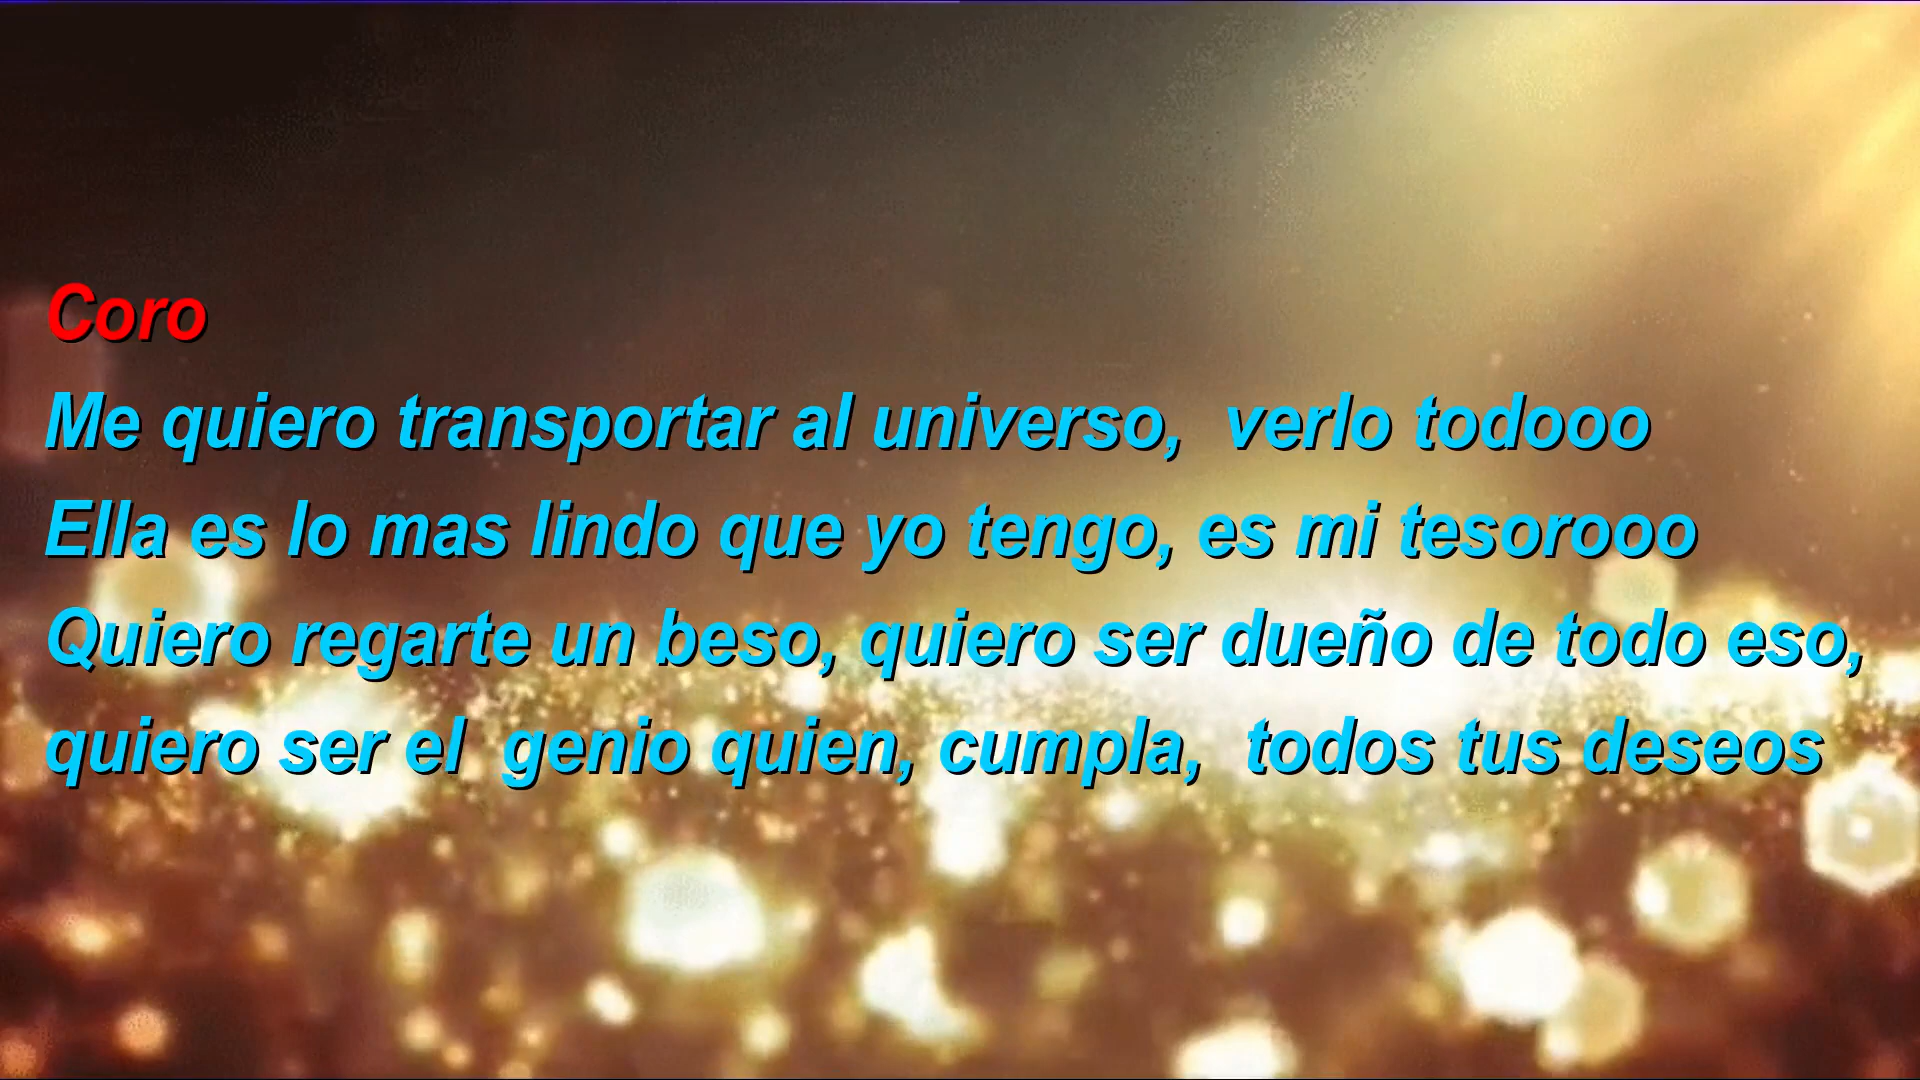 Coro
Me quiero transportar al universo,  verlo todooo
Ella es lo mas lindo que yo tengo, es mi tesorooo
Quiero regarte un beso, quiero ser dueño de todo eso,
quiero ser el  genio quien, cumpla,  todos tus deseos